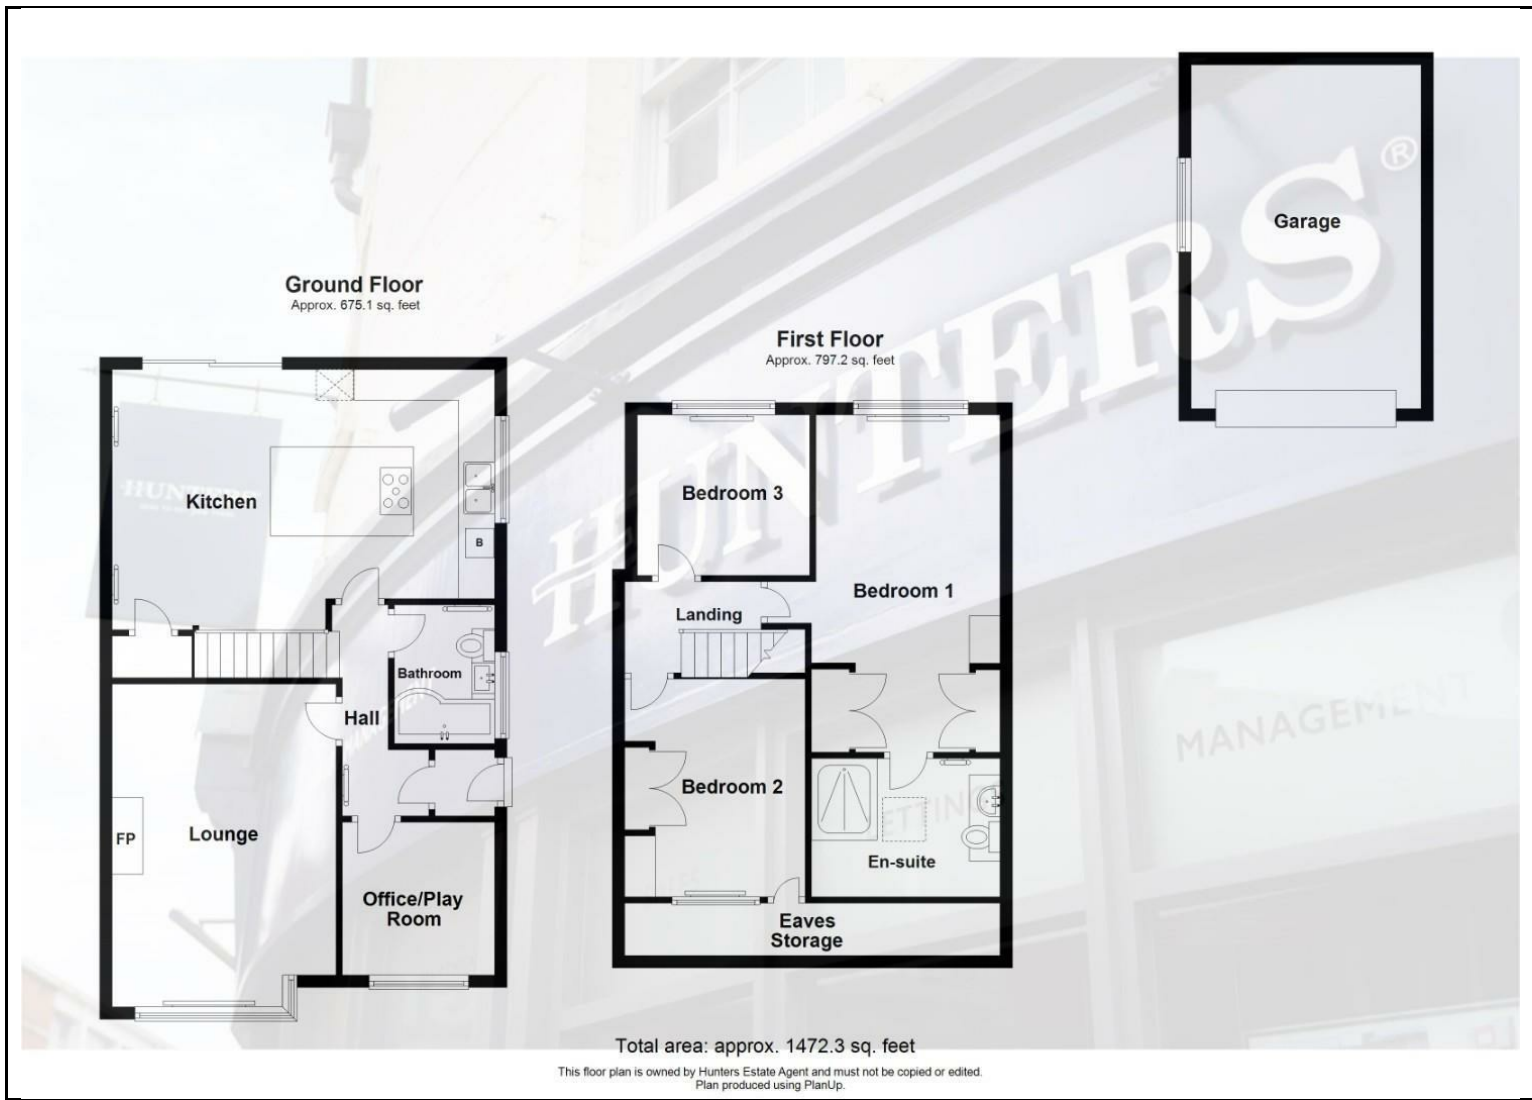 Ground Floor
Approx. 675.1 sq. feet
Kitchen
B
Bathroom
Hall
Lounge
FP
Office/Play
Room
First Floor
Approx. 797.2 sq. feet
Bedroom 3
Bedroom 1
Landing
Bedroom 2
En-suite
Eaves
Storage
Garage
HUNTERS®
HUNTERS
MANAGEMENT
Total area: approx. 1472.3 sq. feet
This floor plan is owned by Hunters Estate Agent and must not be copied or edited.
Plan produced using PlanUp.